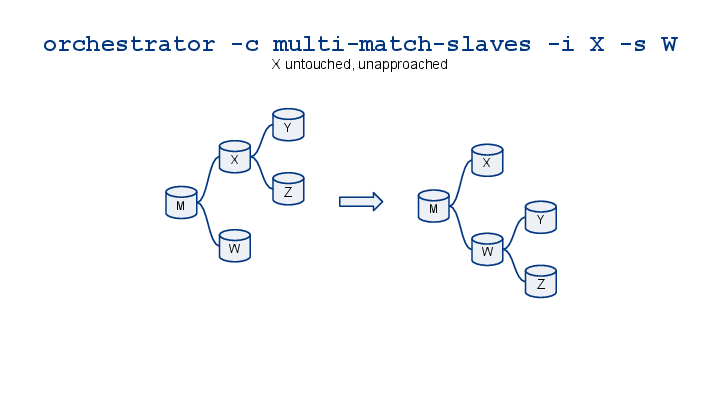 orchestrator -c multi-match-slaves -i X -s W
X untouched, unapproached
Y
X
Z
M
W
X
M
Y
W
Z